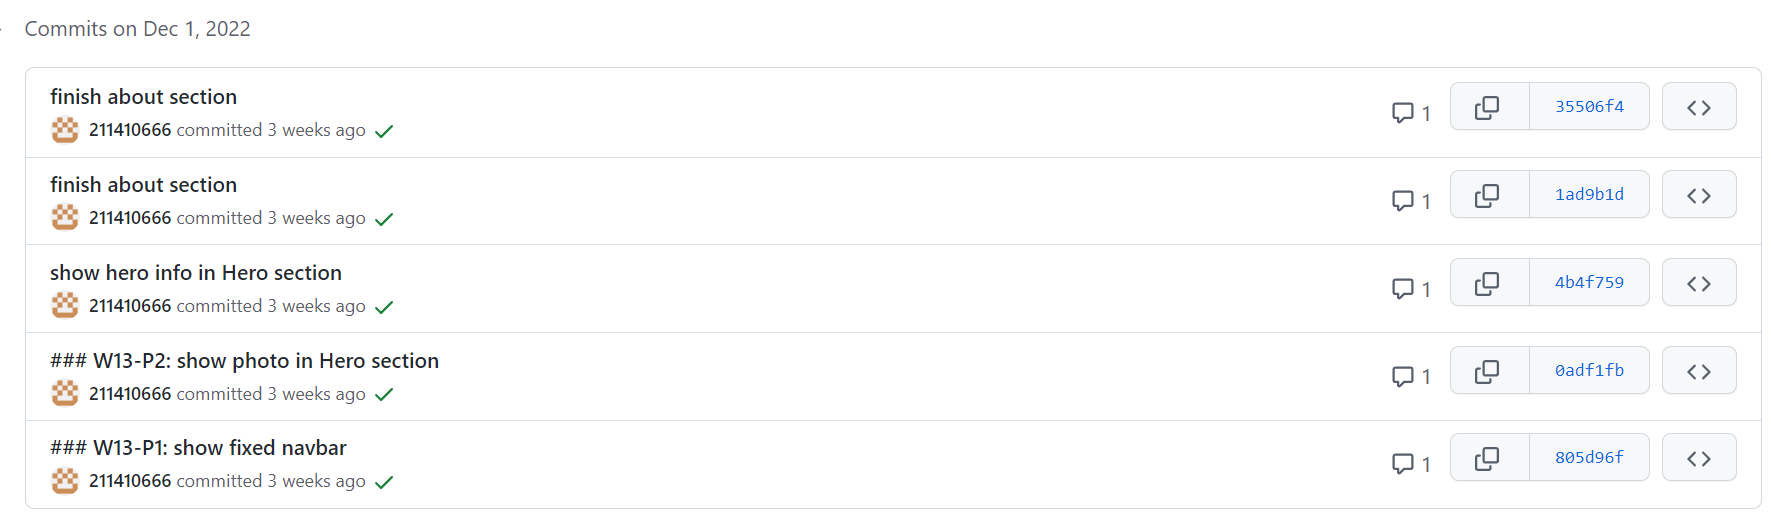 Commits on Dec 1, 2022
finish about section
211410666 committed 3 weeks ago
1
35506f4
finish about section
211410666 committed 3 weeks ago
1
1ad9b1d
show hero info in Hero section
211410666 committed 3 weeks ago
1
4b4f759
### W13-P2: show photo in Hero section
211410666 committed 3 weeks ago
1
0adf1fb
### W13-P1: show fixed navbar
211410666 committed 3 weeks ago
1
805d96f